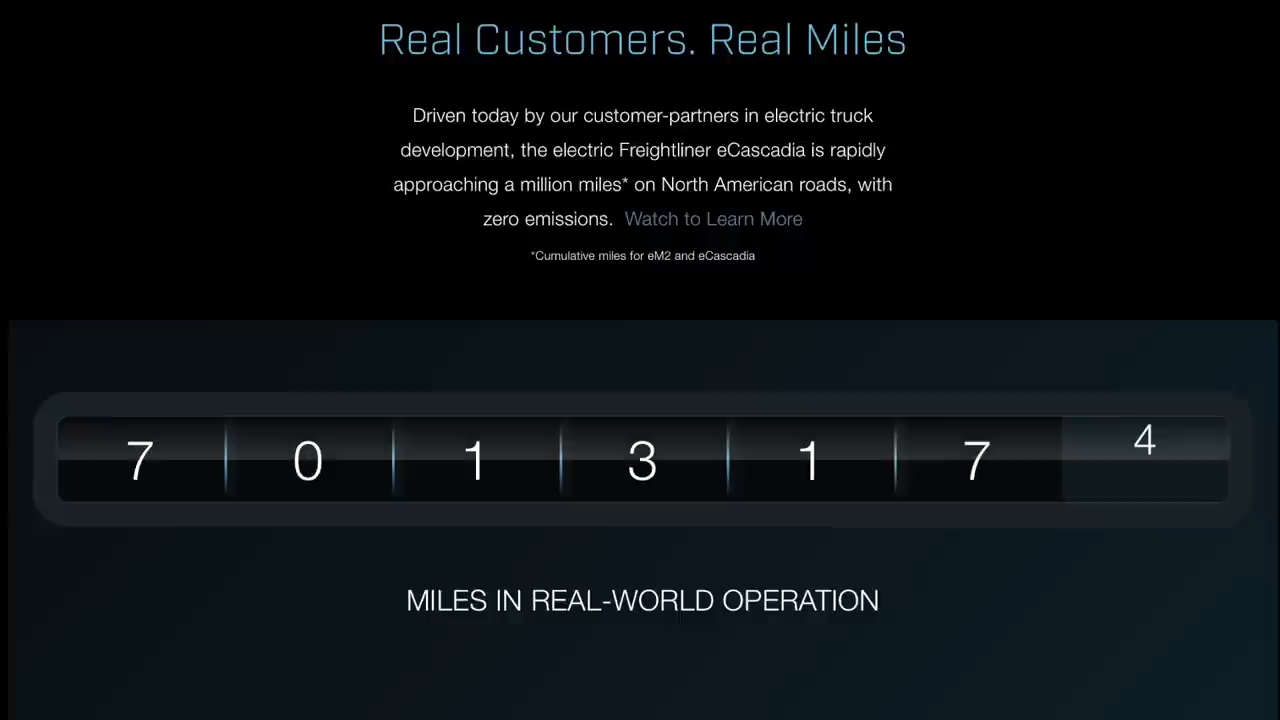 Real Customers. Real Miles
Driven today by our customer-partners in electric truck
development, the electric Freightliner eCascadia is rapidly
approaching a million miles* on North American roads, with
zero emissions. Watch to Learn More
*Cumulative miles for eM2 and eCascadia
7 0 1 3 1 7 4
MILES IN REAL-WORLD OPERATION